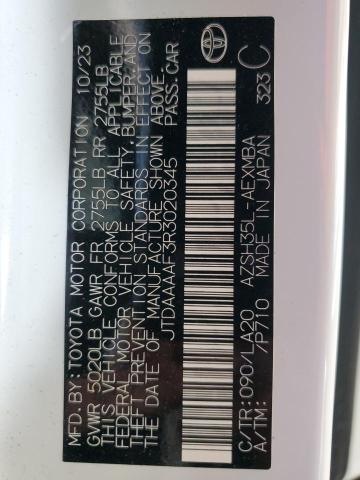 MFD. BY: TOYOTA MOTOR CORPORATION 10/23
GVWR 5020LB GAWR FR 2755LB RR 2755LB
THIS VEHICLE CONFORMS TO ALL APPLICABLE
FEDERAL MOTOR VEHICLE SAFETY, BUMPER, AND
THEFT PREVENTION STANDARDS IN EFFECT ON
THE DATE OF MANUFACTURE SHOWN ABOVE.
JTDAAAAF3R3020345 PASS. CAR
C/TR: 090/LA20 AZSH35L-AEXMBA 323 C
A/TM: /P710 MADE IN JAPAN
TOYOTA